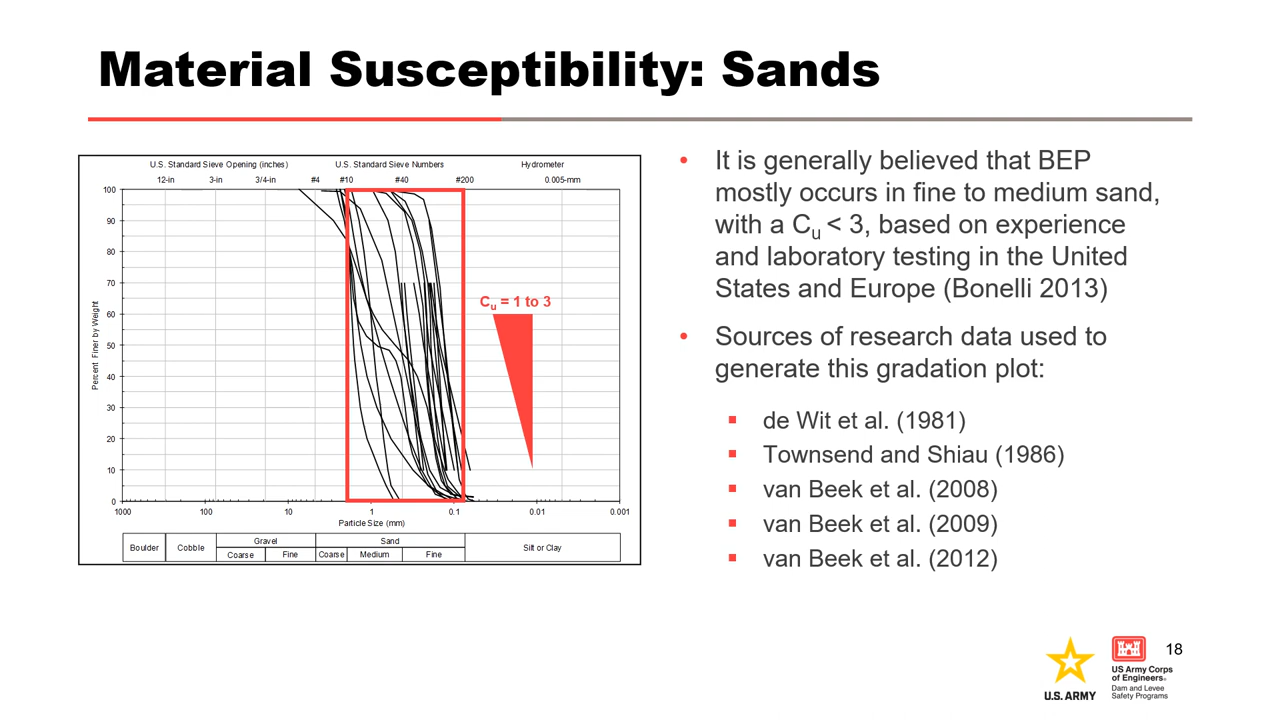 Material Susceptibility: Sands
U.S. Standard Sieve Opening (inches) U.S. Standard Sieve Numbers Hydrometer
12-in 3-in 3/4-in #4 #10 #40 #200 0.005-mm
100
90
80
70
60
50
40
30
20
10
0
Percent Finer by Weight
Cu = 1 to 3
1000 100 10 1 0.1 0.01 0.001
Particle Size (mm)
Boulder Cobble Gravel Sand Silt or Clay
Coarse Fine Coarse Medium Fine
• It is generally believed that BEP
mostly occurs in fine to medium sand,
with a Cu < 3, based on experience
and laboratory testing in the United
States and Europe (Bonelli 2013)
• Sources of research data used to
generate this gradation plot:
▪ de Wit et al. (1981)
▪ Townsend and Shiau (1986)
▪ van Beek et al. (2008)
▪ van Beek et al. (2009)
▪ van Beek et al. (2012)
18
U.S. ARMY
US Army Corps
of Engineers®
Dam and Levee
Safety Programs